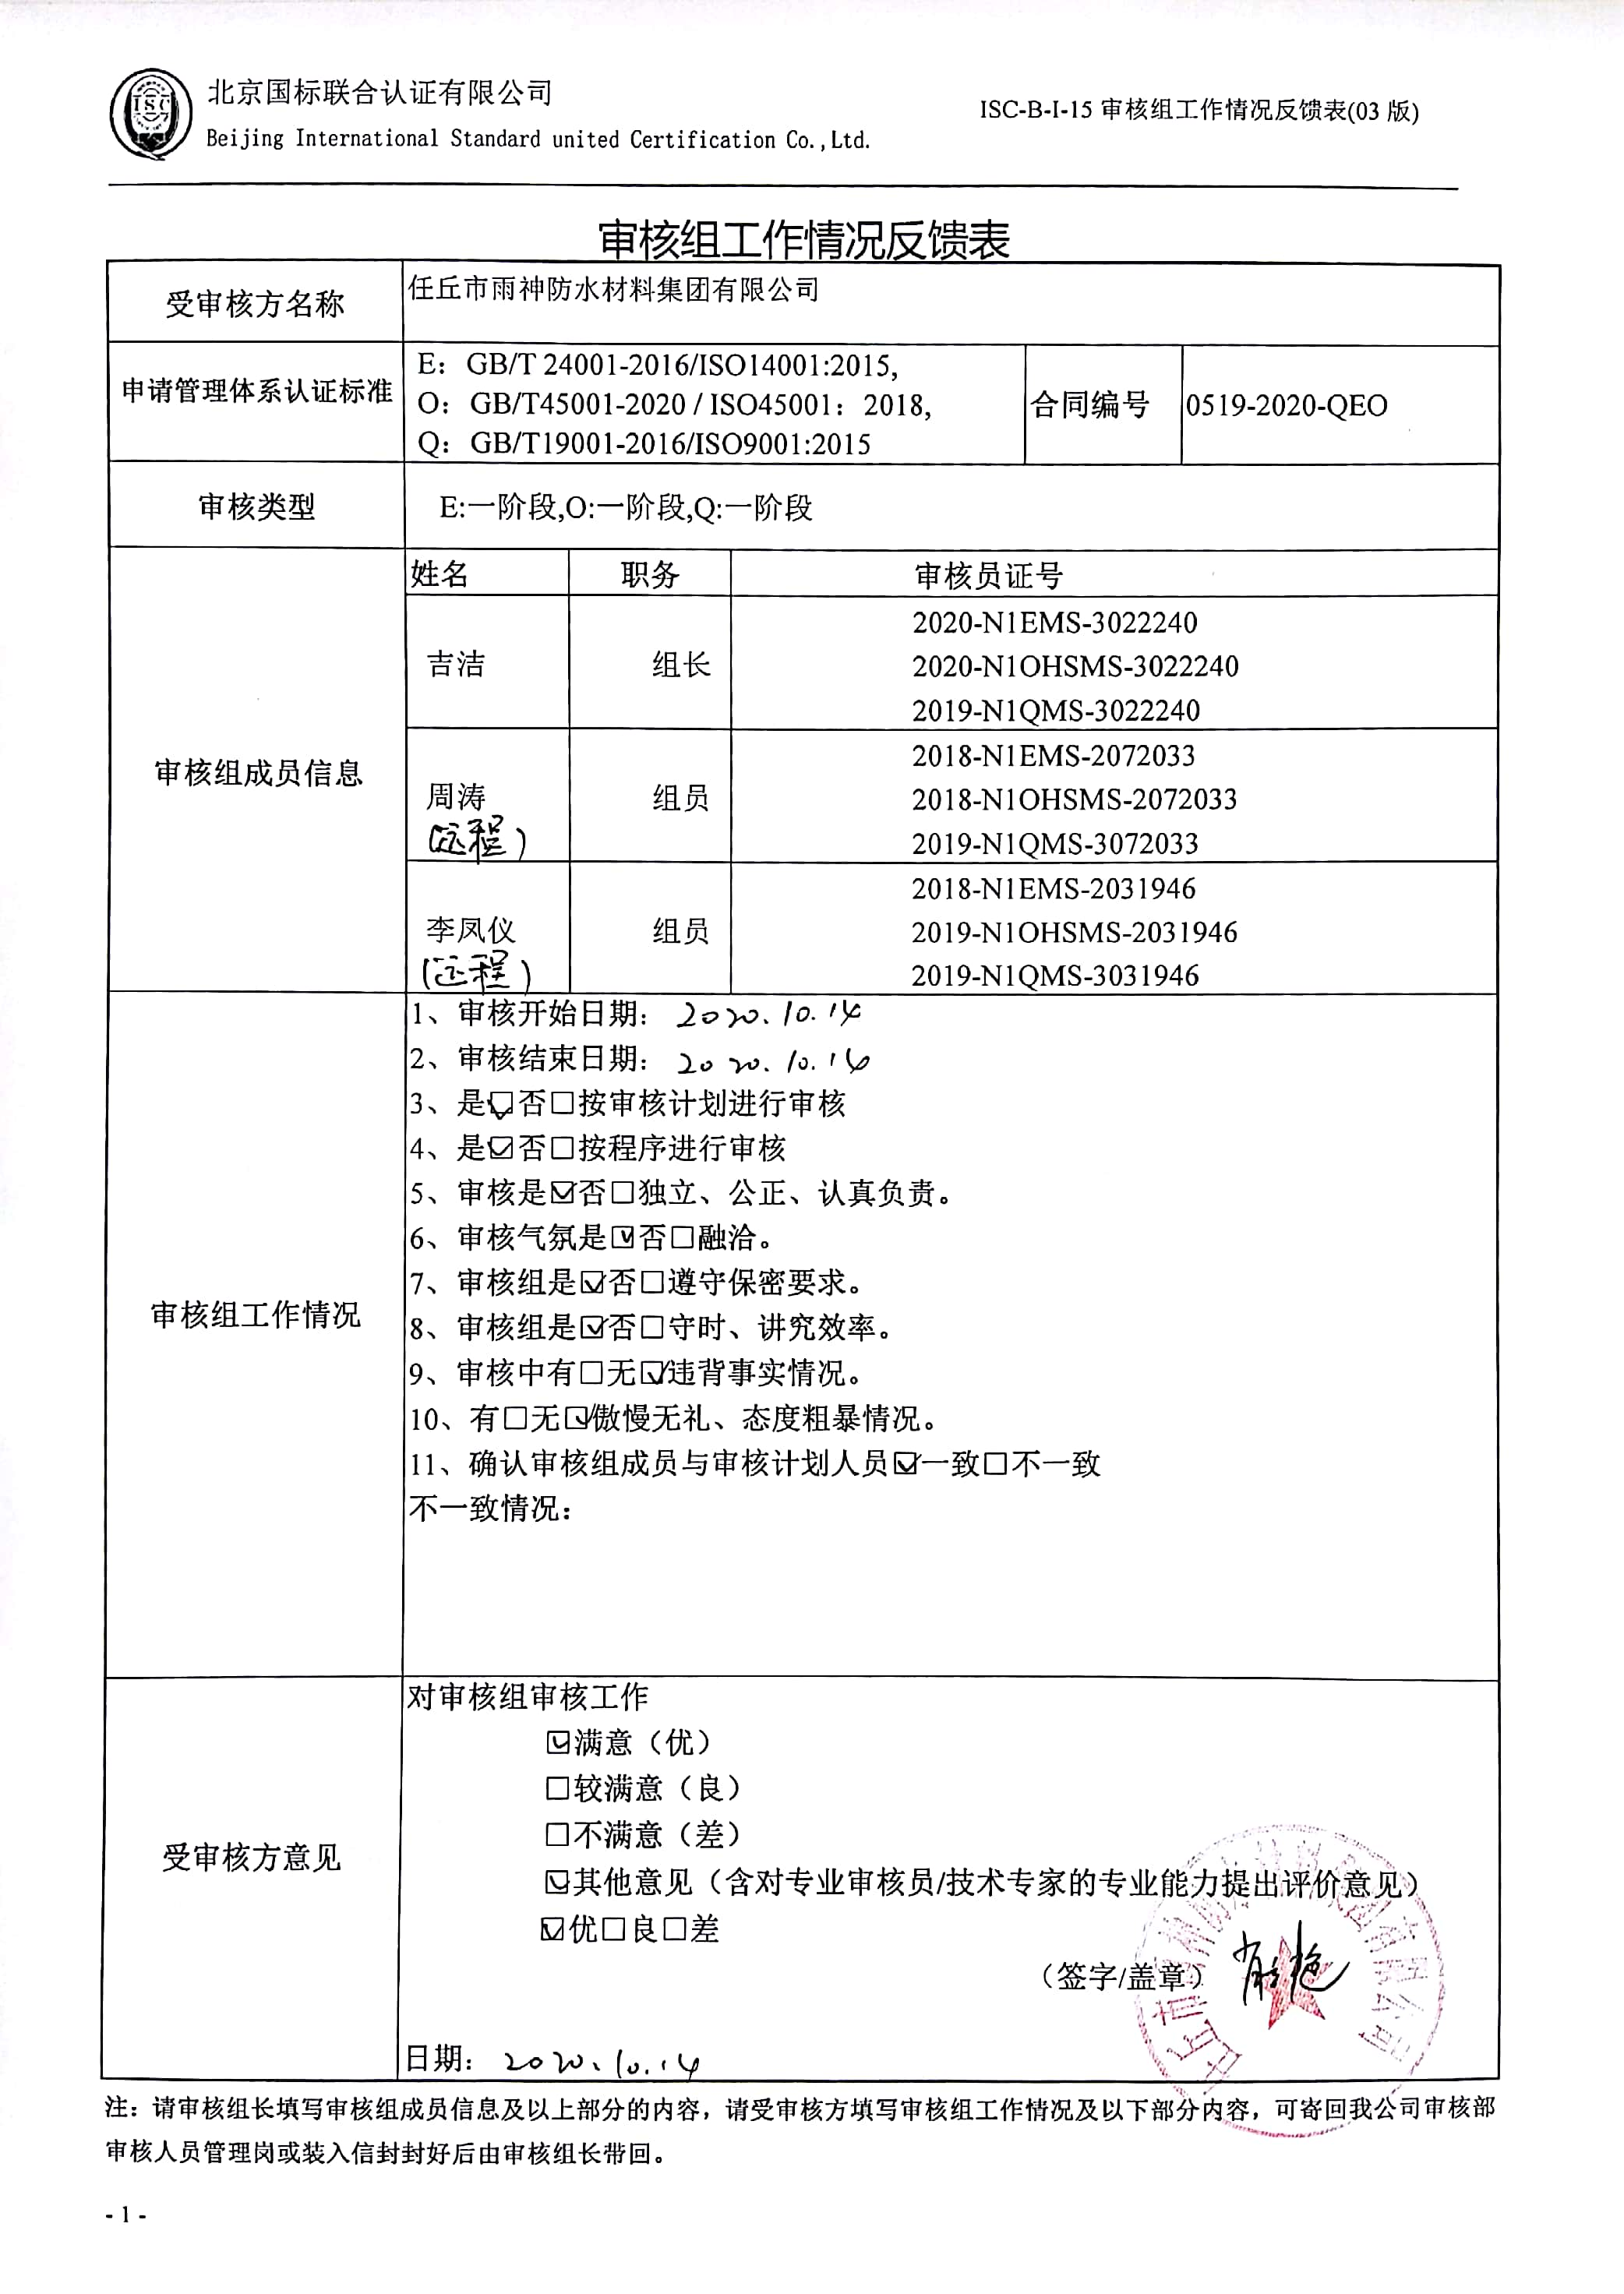 北京国标联合认证有限公司
Beijing International Standard united Certification Co.,Ltd.
ISC-B-I-15 审核组工作情况反馈表(03 版)
ISC
审核组工作情况反馈表
受审核方名称 任丘市雨神防水材料集团有限公司
申请管理体系认证标准
E：GB/T 24001-2016/ISO14001:2015,
O：GB/T45001-2020 / ISO45001：2018,
Q：GB/T19001-2016/ISO9001:2015
合同编号 0519-2020-QEO
审核类型 E:一阶段,O:一阶段,Q:一阶段
审核组成员信息
姓名 职务 审核员证号
吉洁 组长
2020-N1EMS-3022240
2020-N1OHSMS-3022240
2019-N1QMS-3022240
周涛 组员
(远程)
2018-N1EMS-2072033
2018-N1OHSMS-2072033
2019-N1QMS-3072033
李凤仪 组员
(远程)
2018-N1EMS-2031946
2019-N1OHSMS-2031946
2019-N1QMS-3031946
审核组工作情况
1、审核开始日期： 2020.10.14
2、审核结束日期： 2020.10.14
3、是☑否□按审核计划进行审核
4、是☑否□按程序进行审核
5、审核是☑否□独立、公正、认真负责。
6、审核气氛是☑否□融洽。
7、审核组是☑否□遵守保密要求。
8、审核组是☑否□守时、讲究效率。
9、审核中有□无☑违背事实情况。
10、有□无☑傲慢无礼、态度粗暴情况。
11、确认审核组成员与审核计划人员☑一致□不一致
不一致情况：
受审核方意见
对审核组审核工作
☑满意（优）
□较满意（良）
□不满意（差）
☑其他意见（含对专业审核员/技术专家的专业能力提出评价意见）
☑优□良□差
（签字/盖章）
日期： 2020.10.14
注：请审核组长填写审核组成员信息及以上部分的内容，请受审核方填写审核组工作情况及以下部分内容，可寄回我公司审核部
审核人员管理岗或装入信封封好后由审核组长带回。
- 1 -